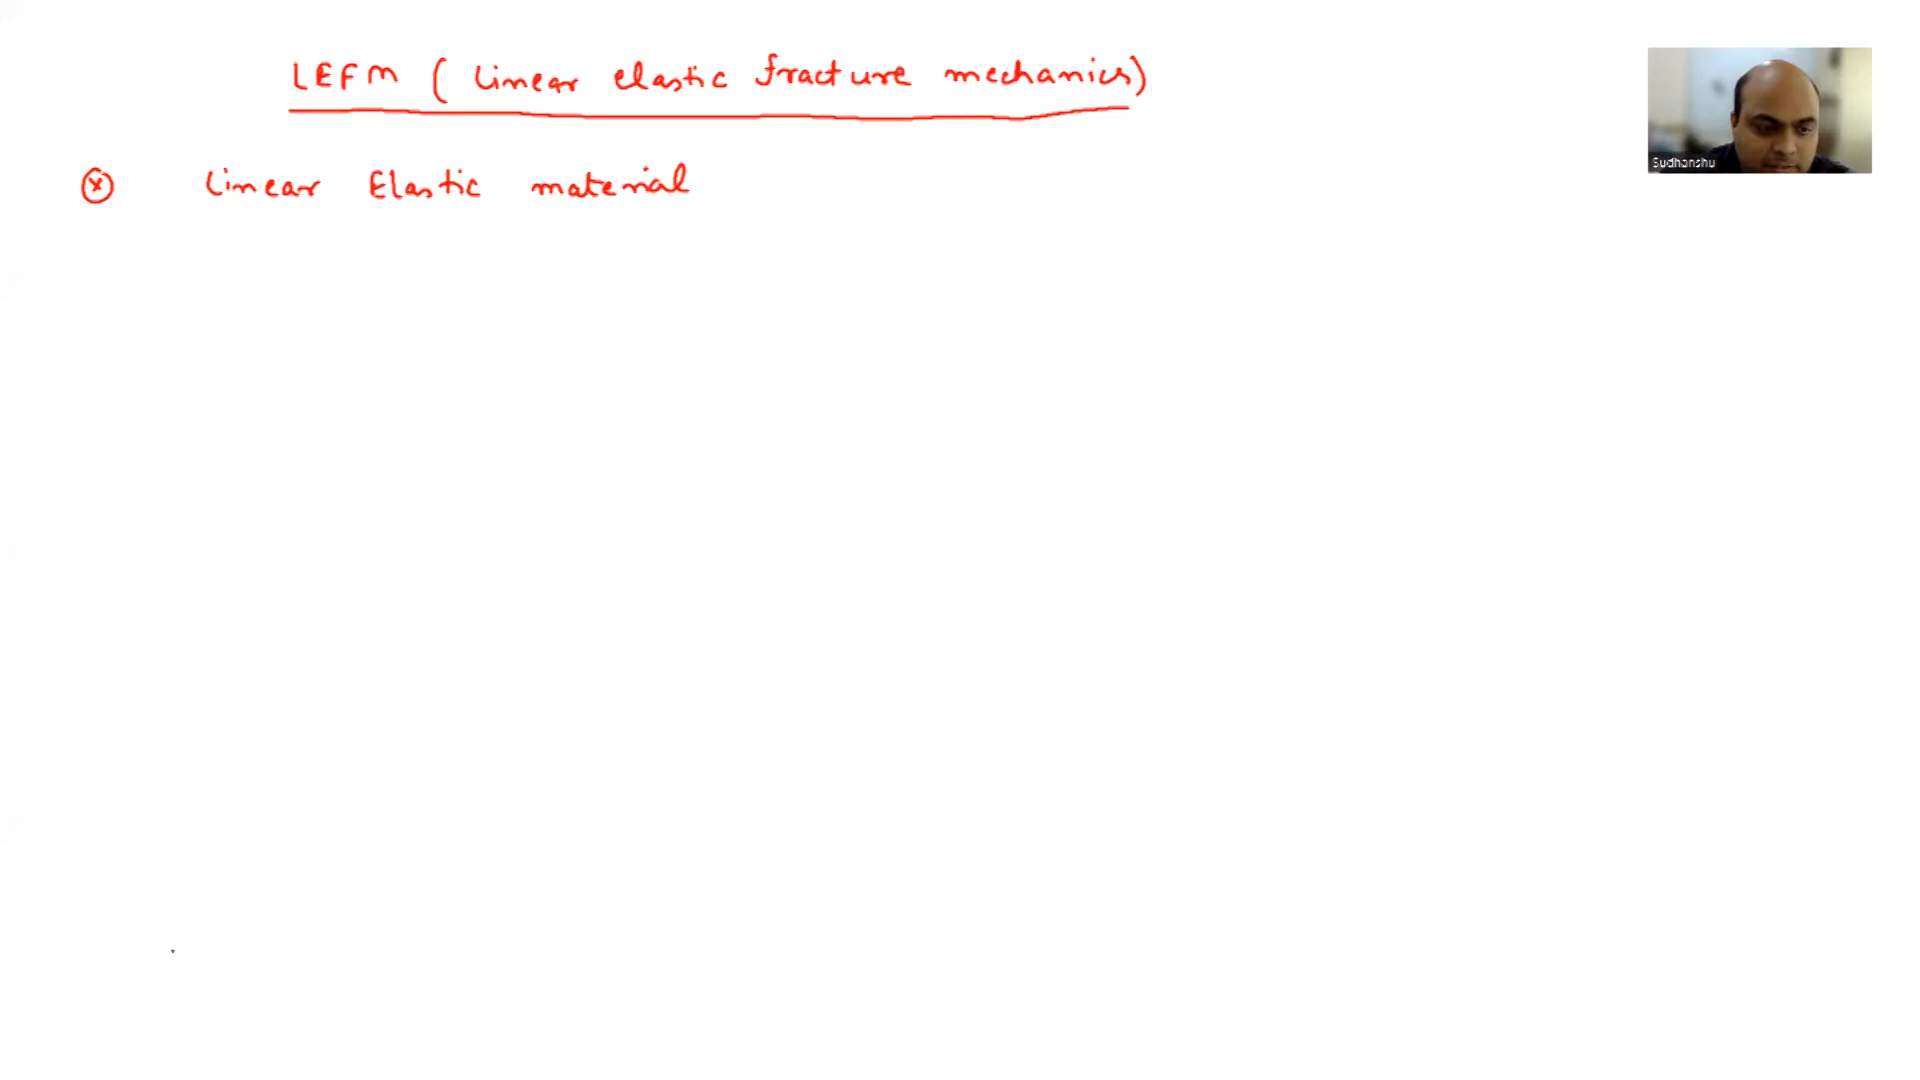 LEFM ( Linear elastic fracture mechanics)
Sudhanshu
Linear Elastic material